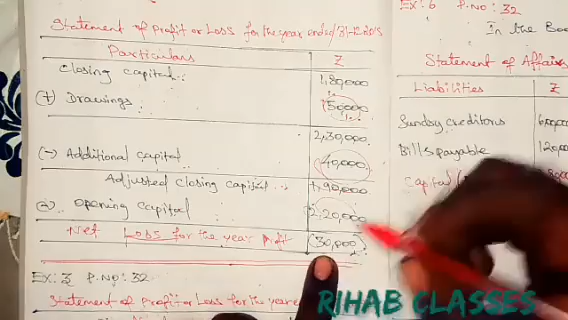 Statement of Profit or Loss for the year ended 31-12-2015
Particulars ₹
Closing capital 1,80,000
(+) Drawings 50,000
2,30,000
(-) Additional capital 40,000
Adjusted closing capital 1,90,000
(-) opening capital 2,20,000
Net Loss for the year Profit (30,000)
Ex: 3 P.No: 32
Statement of Profit or Loss for the year
Ex: 6 P.No: 32
In the Boo
Statement of Affairs
Liabilities ₹
Sunday creditors
Bills payable
capital
RIHAB CLASSES